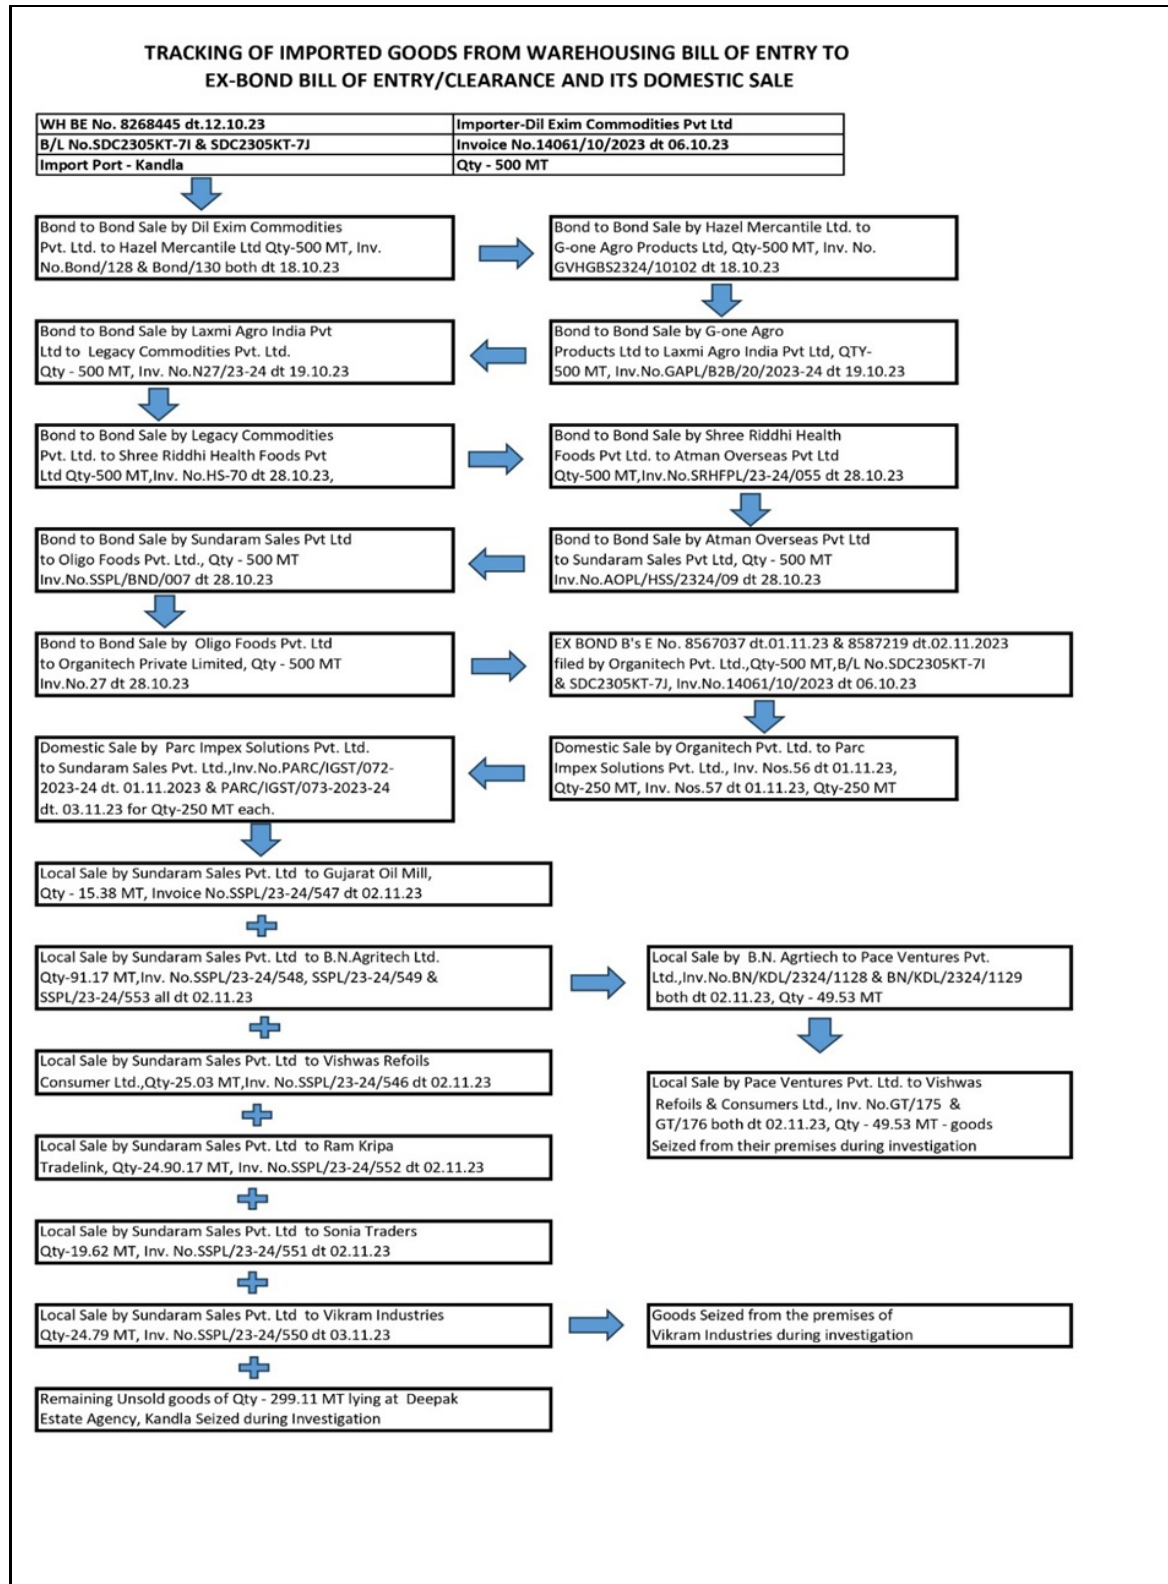 TRACKING OF IMPORTED GOODS FROM WAREHOUSING BILL OF ENTRY TO
EX-BOND BILL OF ENTRY/CLEARANCE AND ITS DOMESTIC SALE
WH BE No. 8268445 dt.12.10.23
Importer-Dil Exim Commodities Pvt Ltd
B/L No.SDC2305KT-7I & SDC2305KT-7J
Invoice No.14061/10/2023 dt 06.10.23
Import Port - Kandla
Qty - 500 MT
Bond to Bond Sale by Dil Exim Commodities
Pvt. Ltd. to Hazel Mercantile Ltd Qty-500 MT, Inv.
No.Bond/128 & Bond/130 both dt 18.10.23
Bond to Bond Sale by Hazel Mercantile Ltd. to
G-one Agro Products Ltd, Qty-500 MT, Inv. No.
GVHGBS2324/10102 dt 18.10.23
Bond to Bond Sale by Laxmi Agro India Pvt
Ltd to Legacy Commodities Pvt. Ltd.
Qty - 500 MT, Inv. No.N27/23-24 dt 19.10.23
Bond to Bond Sale by G-one Agro
Products Ltd to Laxmi Agro India Pvt Ltd, QTY-
500 MT, Inv.No.GAPL/B2B/20/2023-24 dt 19.10.23
Bond to Bond Sale by Legacy Commodities
Pvt. Ltd. to Shree Riddhi Health Foods Pvt
Ltd Qty-500 MT,Inv. No.HS-70 dt 28.10.23,
Bond to Bond Sale by Shree Riddhi Health
Foods Pvt Ltd. to Atman Overseas Pvt Ltd
Qty-500 MT,Inv.No.SRHFPL/23-24/055 dt 28.10.23
Bond to Bond Sale by Sundaram Sales Pvt Ltd
to Oligo Foods Pvt. Ltd., Qty - 500 MT
Inv.No.SSPL/BND/007 dt 28.10.23
Bond to Bond Sale by Atman Overseas Pvt Ltd
to Sundaram Sales Pvt Ltd, Qty - 500 MT
Inv.No.AOPL/HSS/2324/09 dt 28.10.23
Bond to Bond Sale by Oligo Foods Pvt. Ltd
to Organitech Private Limited, Qty - 500 MT
Inv.No.27 dt 28.10.23
EX BOND B's E No. 8567037 dt.01.11.23 & 8587219 dt.02.11.2023
filed by Organitech Pvt. Ltd.,Qty-500 MT,B/L No.SDC2305KT-7I
& SDC2305KT-7J, Inv.No.14061/10/2023 dt 06.10.23
Domestic Sale by Parc Impex Solutions Pvt. Ltd.
to Sundaram Sales Pvt. Ltd.,Inv.No.PARC/IGST/072-
2023-24 dt. 01.11.2023 & PARC/IGST/073-2023-24
dt. 03.11.23 for Qty-250 MT each.
Domestic Sale by Organitech Pvt. Ltd. to Parc
Impex Solutions Pvt. Ltd., Inv. Nos.56 dt 01.11.23,
Qty-250 MT, Inv. Nos.57 dt 01.11.23, Qty-250 MT
Local Sale by Sundaram Sales Pvt. Ltd to Gujarat Oil Mill,
Qty - 15.38 MT, Invoice No.SSPL/23-24/547 dt 02.11.23
Local Sale by Sundaram Sales Pvt. Ltd to B.N.Agritech Ltd.
Qty-91.17 MT,Inv. No.SSPL/23-24/548, SSPL/23-24/549 &
SSPL/23-24/553 all dt 02.11.23
Local Sale by B.N. Agrtiech to Pace Ventures Pvt.
Ltd.,Inv.No.BN/KDL/2324/1128 & BN/KDL/2324/1129
both dt 02.11.23, Qty - 49.53 MT
Local Sale by Sundaram Sales Pvt. Ltd to Vishwas Refoils
Consumer Ltd.,Qty-25.03 MT,Inv. No.SSPL/23-24/546 dt 02.11.23
Local Sale by Pace Ventures Pvt. Ltd. to Vishwas
Refoils & Consumers Ltd., Inv. No.GT/175 &
GT/176 both dt 02.11.23, Qty - 49.53 MT - goods
Seized from their premises during investigation
Local Sale by Sundaram Sales Pvt. Ltd to Ram Kripa
Tradelink, Qty-24.90.17 MT, Inv. No.SSPL/23-24/552 dt 02.11.23
Local Sale by Sundaram Sales Pvt. Ltd to Sonia Traders
Qty-19.62 MT, Inv. No.SSPL/23-24/551 dt 02.11.23
Local Sale by Sundaram Sales Pvt. Ltd to Vikram Industries
Qty-24.79 MT, Inv. No.SSPL/23-24/550 dt 03.11.23
Goods Seized from the premises of
Vikram Industries during investigation
Remaining Unsold goods of Qty - 299.11 MT lying at Deepak
Estate Agency, Kandla Seized during Investigation